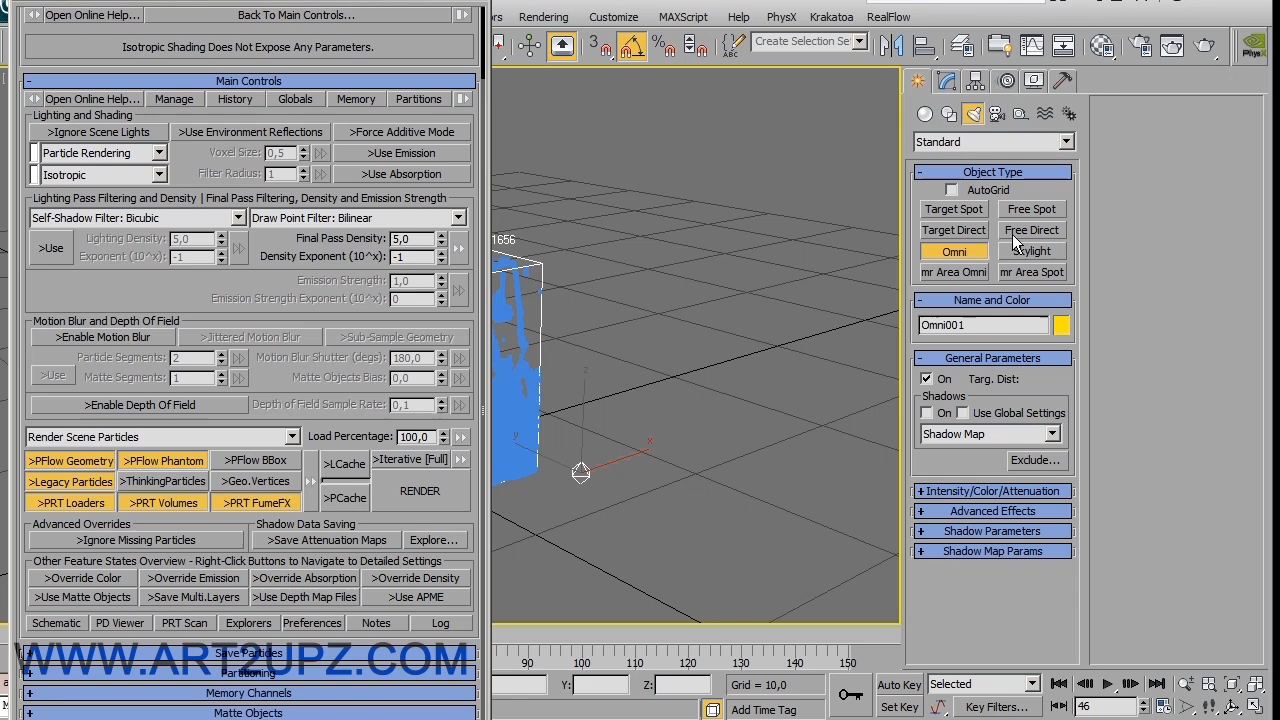 Open Online Help... Back To Main Controls...
Isotropic Shading Does Not Expose Any Parameters.
- Main Controls
Open Online Help... Manage History Globals Memory Partitions
Lighting and Shading
>Ignore Scene Lights >Use Environment Reflections >Force Additive Mode
Particle Rendering Voxel Size: 0,5 >Use Emission
Isotropic Filter Radius: 1 >Use Absorption
Lighting Pass Filtering and Density | Final Pass Filtering, Density and Emission Strength
Self-Shadow Filter: Bicubic Draw Point Filter: Bilinear
>Use Lighting Density: 5,0 Final Pass Density: 5,0
Exponent (10^x): -1 Density Exponent (10^x): -1
Emission Strength: 1,0
Emission Strength Exponent (10^x): 0
Motion Blur and Depth Of Field
>Enable Motion Blur >Jittered Motion Blur >Sub-Sample Geometry
Particle Segments: 2 Motion Blur Shutter (degs): 180,0
>Use Matte Segments: 1 Matte Objects Bias: 0,0
>Enable Depth Of Field Depth of Field Sample Rate: 0,1
Render Scene Particles Load Percentage: 100,0
>PFlow Geometry >PFlow Phantom >PFlow BBox >LCache >Iterative [Full]
>Legacy Particles >ThinkingParticles >Geo.Vertices
>PRT Loaders >PRT Volumes >PRT FumeFX >PCache RENDER
Advanced Overrides Shadow Data Saving
>Ignore Missing Particles >Save Attenuation Maps Explore...
Other Feature States Overview - Right-Click Buttons to Navigate to Detailed Settings
>Override Color >Override Emission >Override Absorption >Override Density
>Use Matte Objects >Save Multi.Layers >Use Depth Map Files >Use APME
Schematic PD Viewer PRT Scan Explorers Preferences Notes Log
Save Particles
Partitioning
WWW.ART2UPZ.COM
Memory Channels
Matte Objects
Rendering Customize MAXScript Help PhysX Krakatoa RealFlow
3 % ABC Create Selection Se PhysX
1656
z
y x
90 100 110 120 130 140 150
Y: Z: Grid = 10,0
Add Time Tag
Auto Key Selected
Set Key Key Filters... 46
Standard
- Object Type
AutoGrid
Target Spot Free Spot
Target Direct Free Direct
Omni Skylight
mr Area Omni mr Area Spot
- Name and Color
Omni001
- General Parameters
On Targ. Dist:
Shadows
On Use Global Settings
Shadow Map
Exclude...
+ Intensity/Color/Attenuation
+ Advanced Effects
+ Shadow Parameters
+ Shadow Map Params